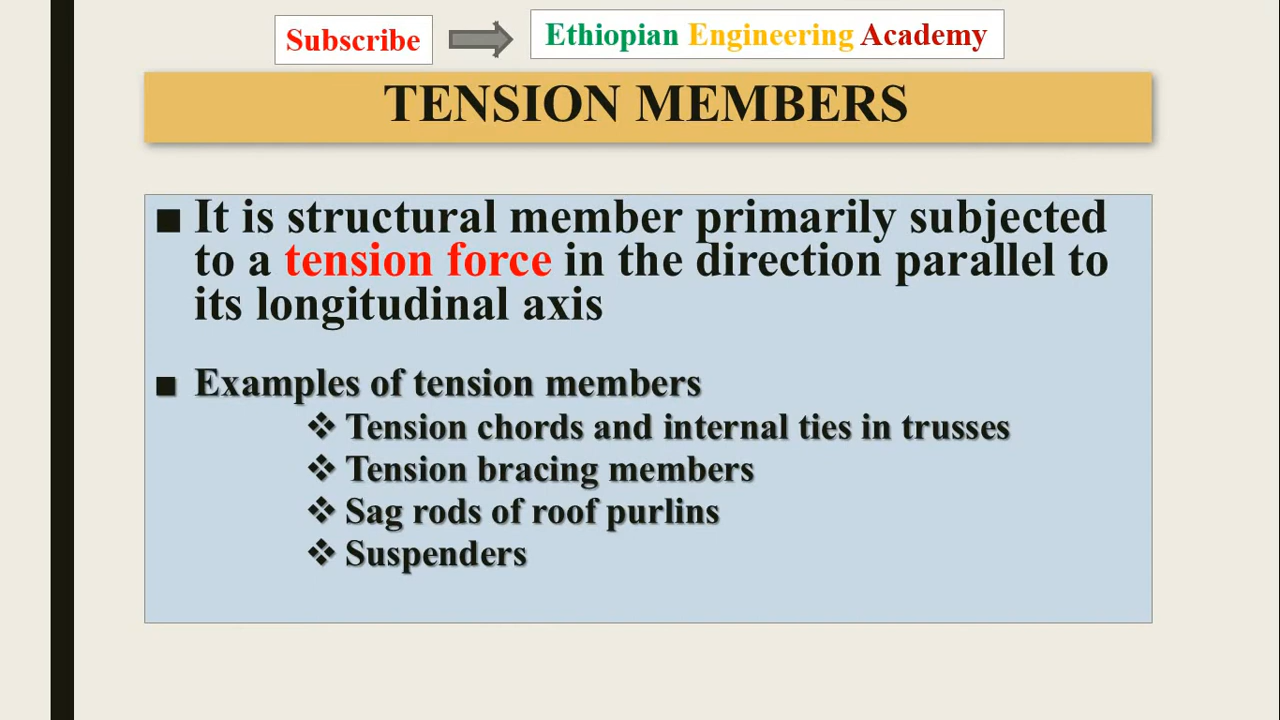 Subscribe
Ethiopian Engineering Academy
TENSION MEMBERS
■ It is structural member primarily subjected
to a tension force in the direction parallel to
its longitudinal axis
■ Examples of tension members
❖ Tension chords and internal ties in trusses
❖ Tension bracing members
❖ Sag rods of roof purlins
❖ Suspenders